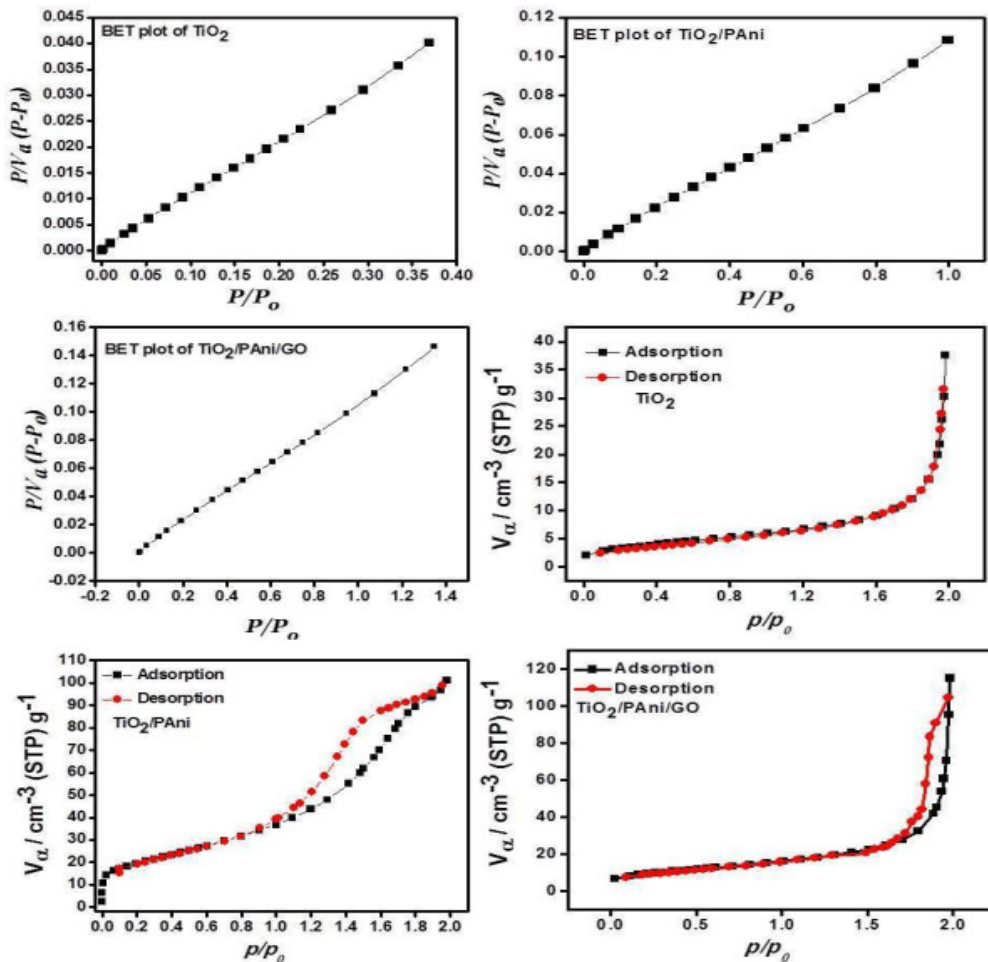 BET plot of TiO2
P/Va (P-P0)
0.040
0.035
0.030
0.025
0.020
0.015
0.010
0.005
0.000
0.00 0.05 0.10 0.15 0.20 0.25 0.30 0.35 0.40
P/Po
BET plot of TiO2/PAni
P/Va (P-P0)
0.12
0.10
0.08
0.06
0.04
0.02
0.00
0.0 0.2 0.4 0.6 0.8 1.0
P/Po
BET plot of TiO2/PAni/GO
P/Va (P-P0)
0.16
0.14
0.12
0.10
0.08
0.06
0.04
0.02
0.00
-0.02
-0.2 0.0 0.2 0.4 0.6 0.8 1.0 1.2 1.4
P/Po
Adsorption
Desorption
TiO2
Vα / cm-3 (STP) g-1
40
35
30
25
20
15
10
5
0
0.0 0.4 0.8 1.2 1.6 2.0
p/p0
Adsorption
Desorption
TiO2/PAni
Vα / cm-3 (STP) g-1
110
100
90
80
70
60
50
40
30
20
10
0
0.0 0.2 0.4 0.6 0.8 1.0 1.2 1.4 1.6 1.8 2.0
p/p0
Adsorption
Desorption
TiO2/PAni/GO
Vα / cm-3 (STP) g-1
120
100
80
60
40
20
0
0.0 0.4 0.8 1.2 1.6 2.0
p/p0